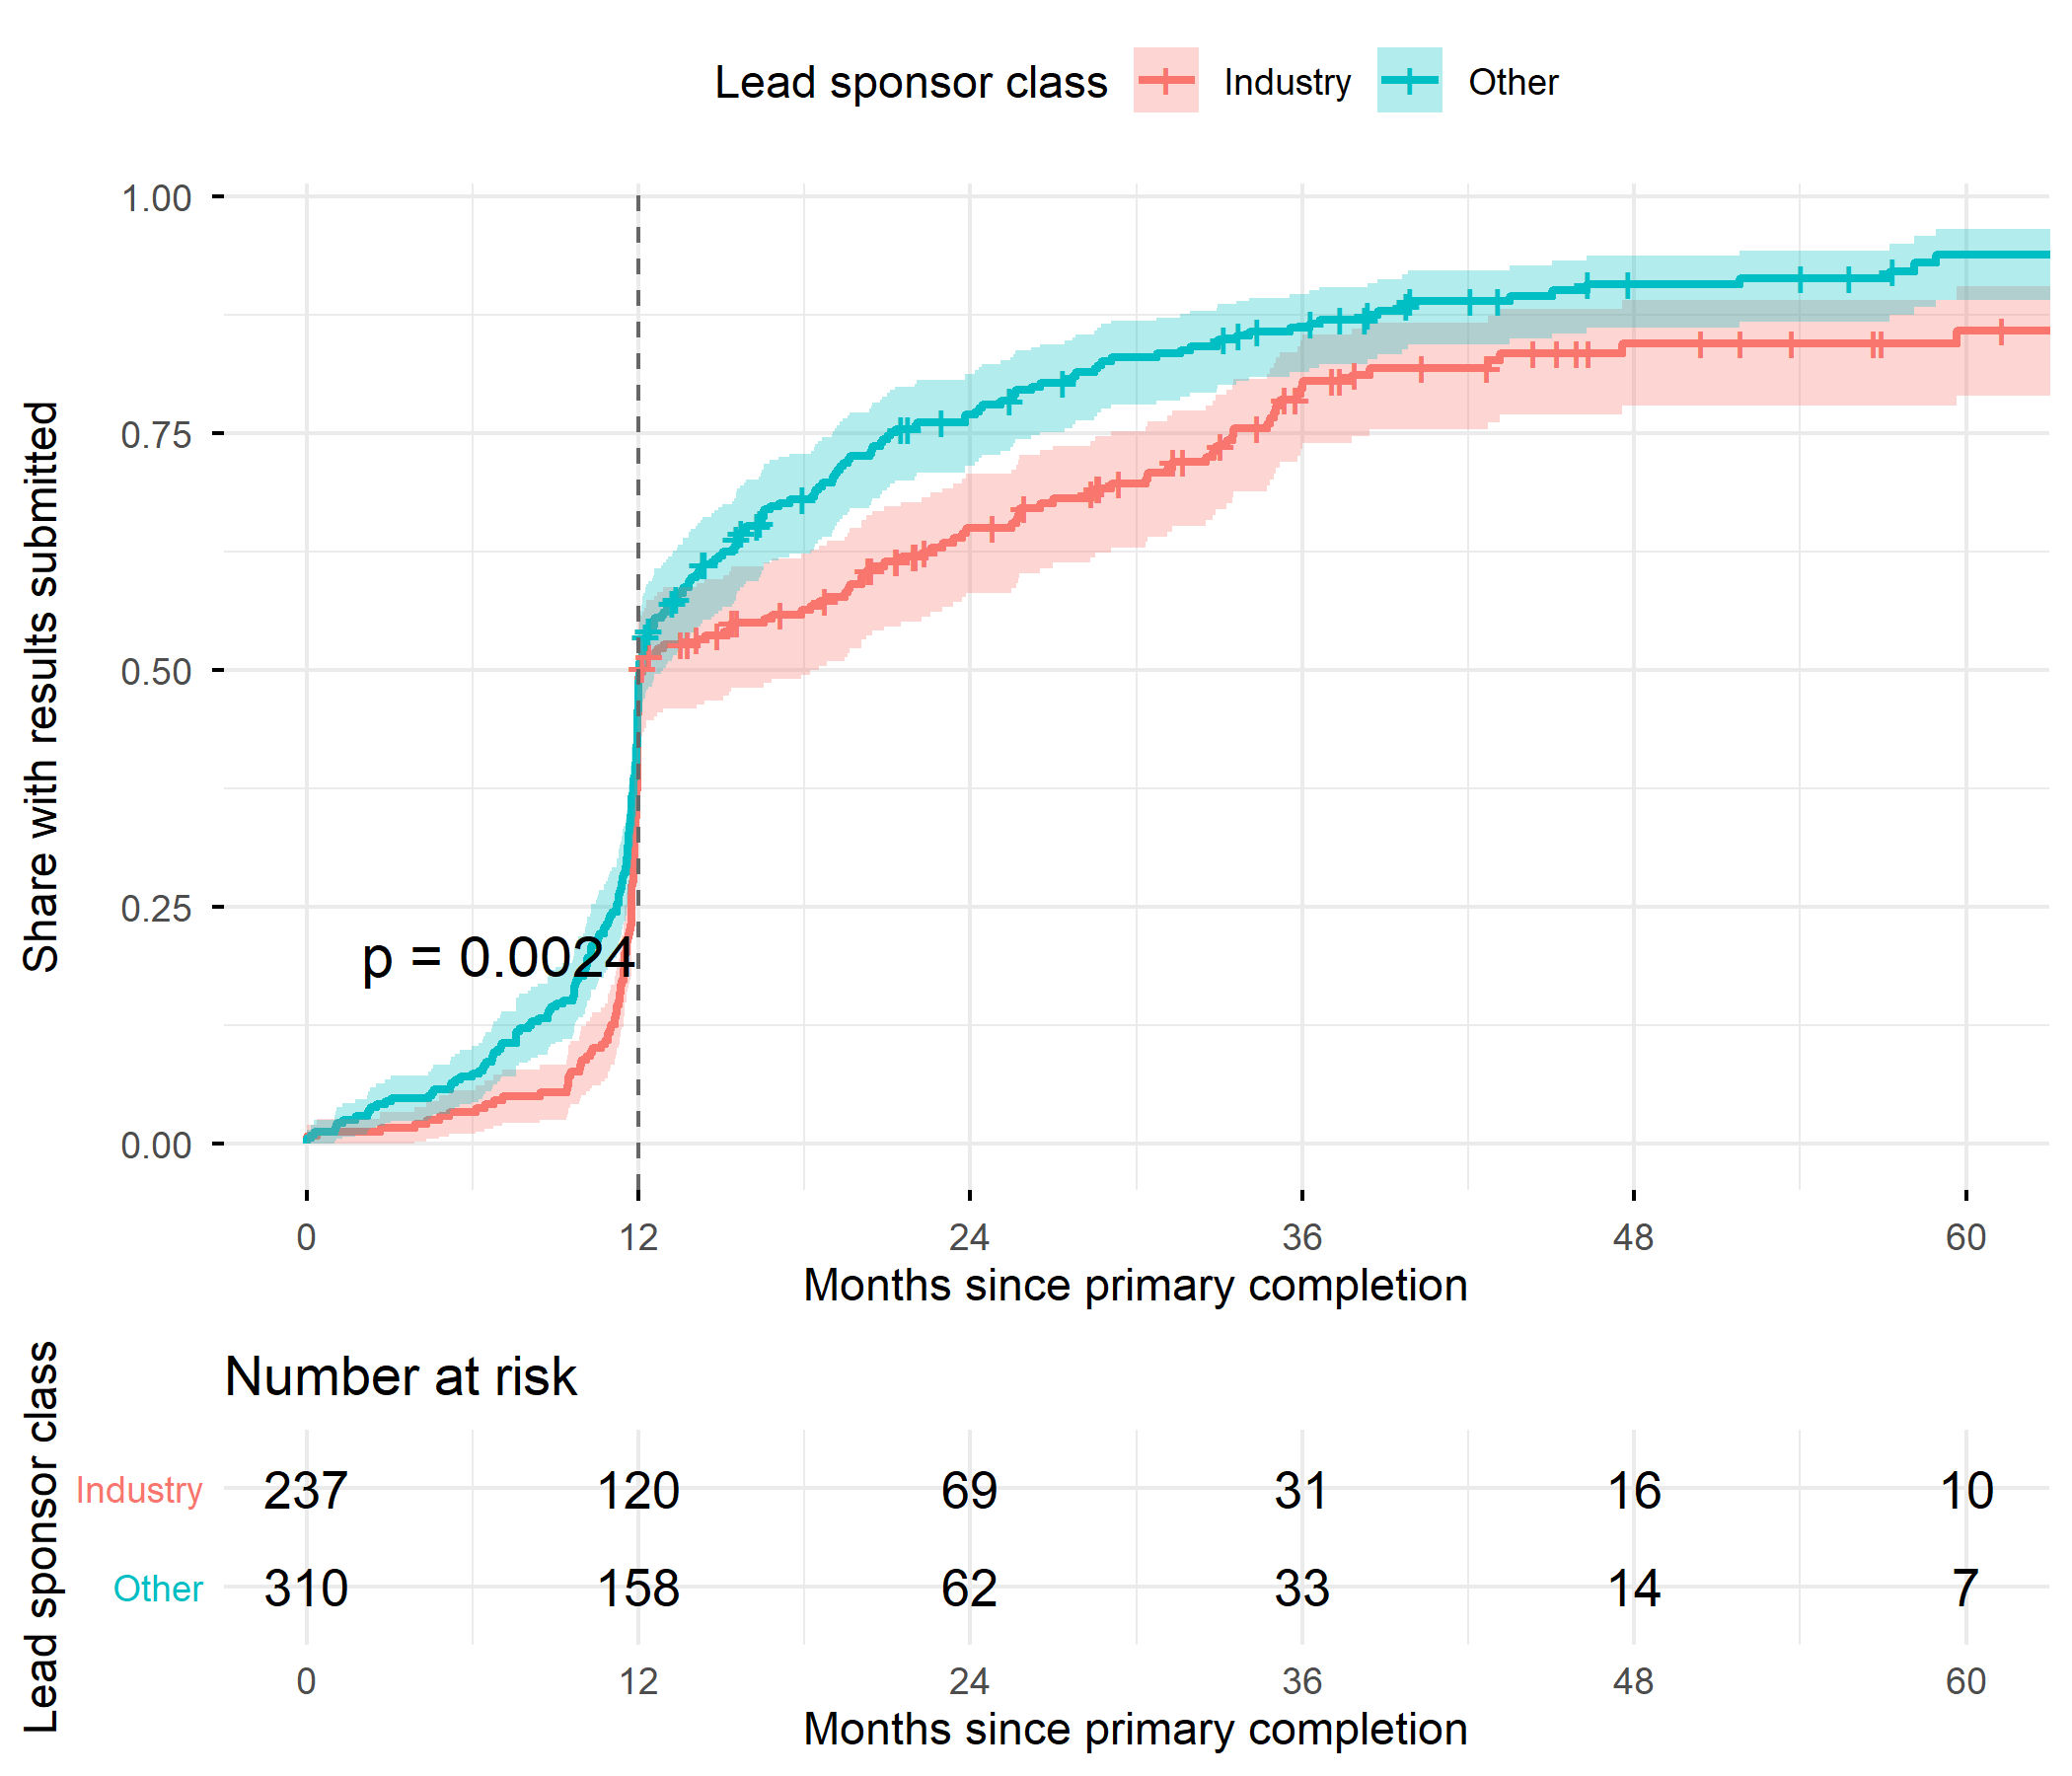 Lead sponsor class Industry Other
Share with results submitted
1.00
0.75
0.50
0.25
0.00
p = 0.0024
0 12 24 36 48 60
Months since primary completion
Number at risk
Lead sponsor class
Industry 237 120 69 31 16 10
Other 310 158 62 33 14 7
0 12 24 36 48 60
Months since primary completion